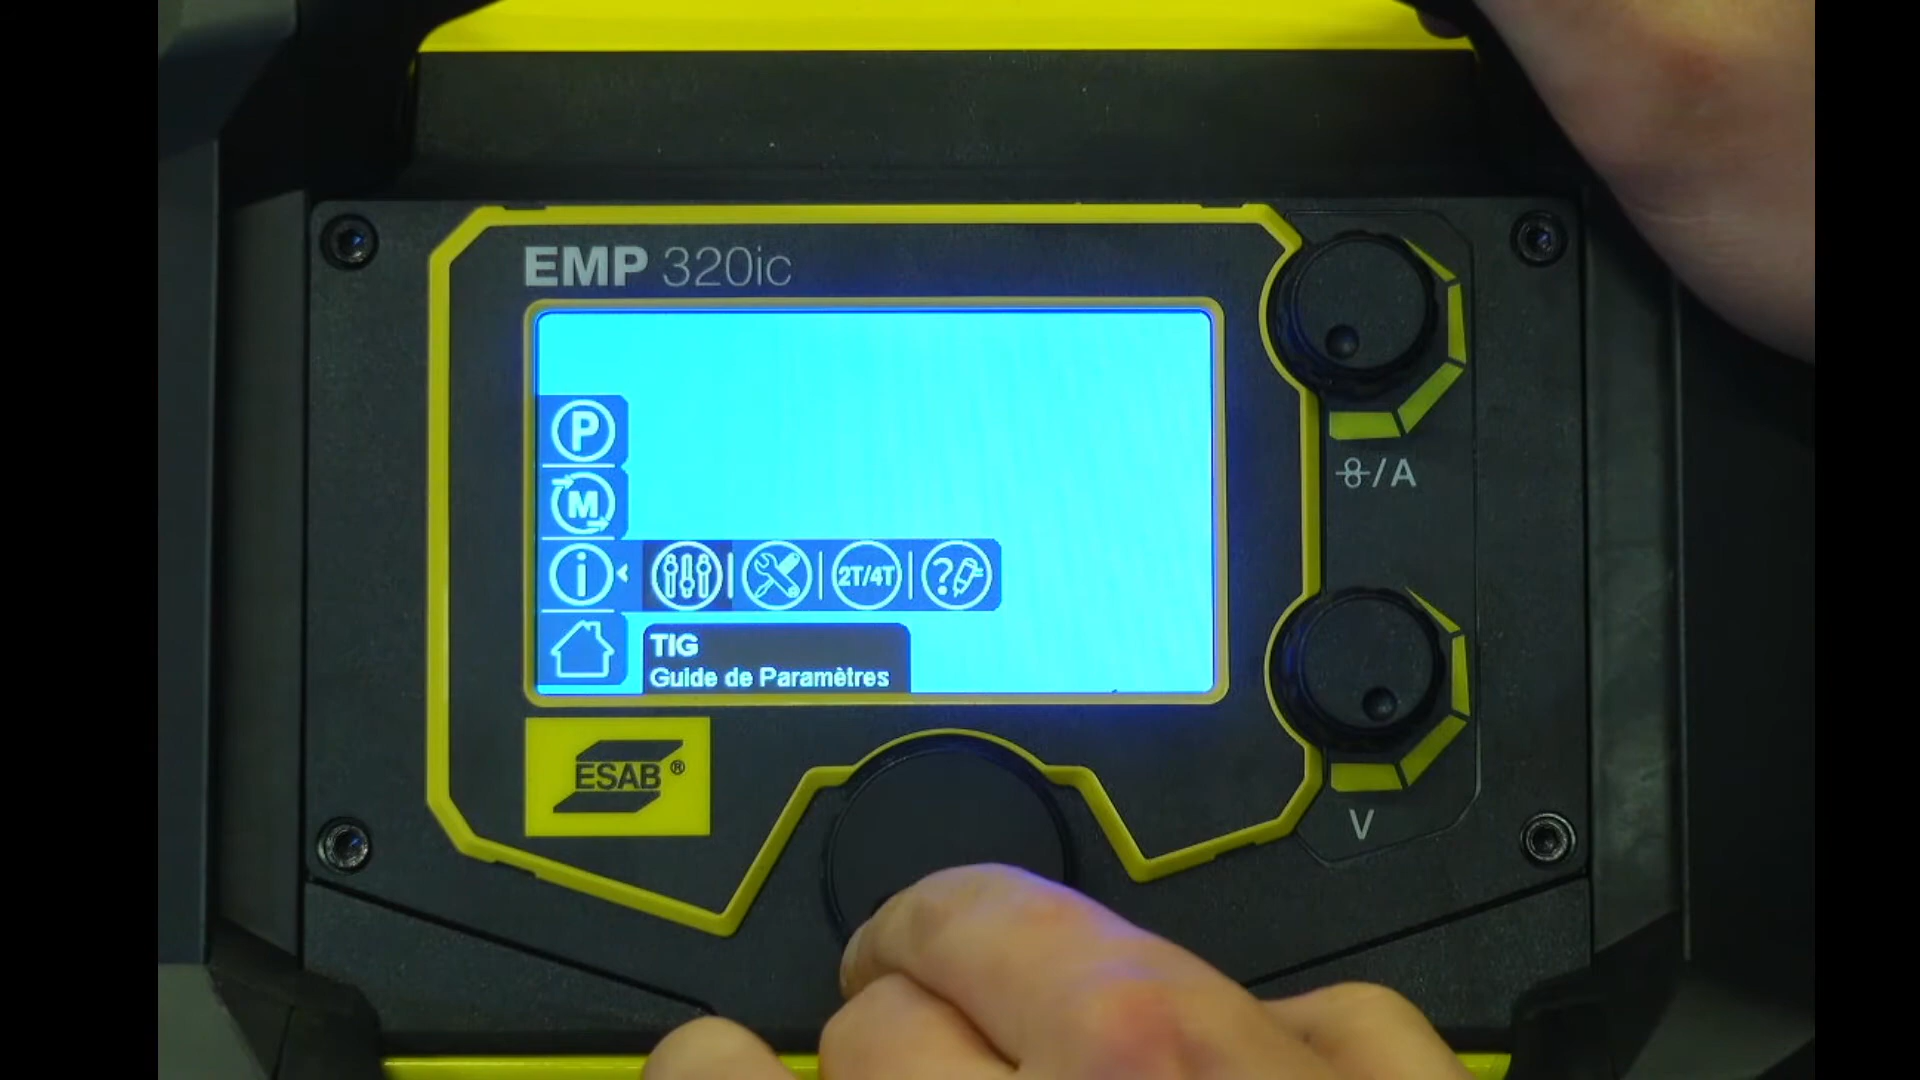 EMP 320ic
P
M
i
2T/4T
?
TIG
Guide de Paramètres
/A
V
ESAB®